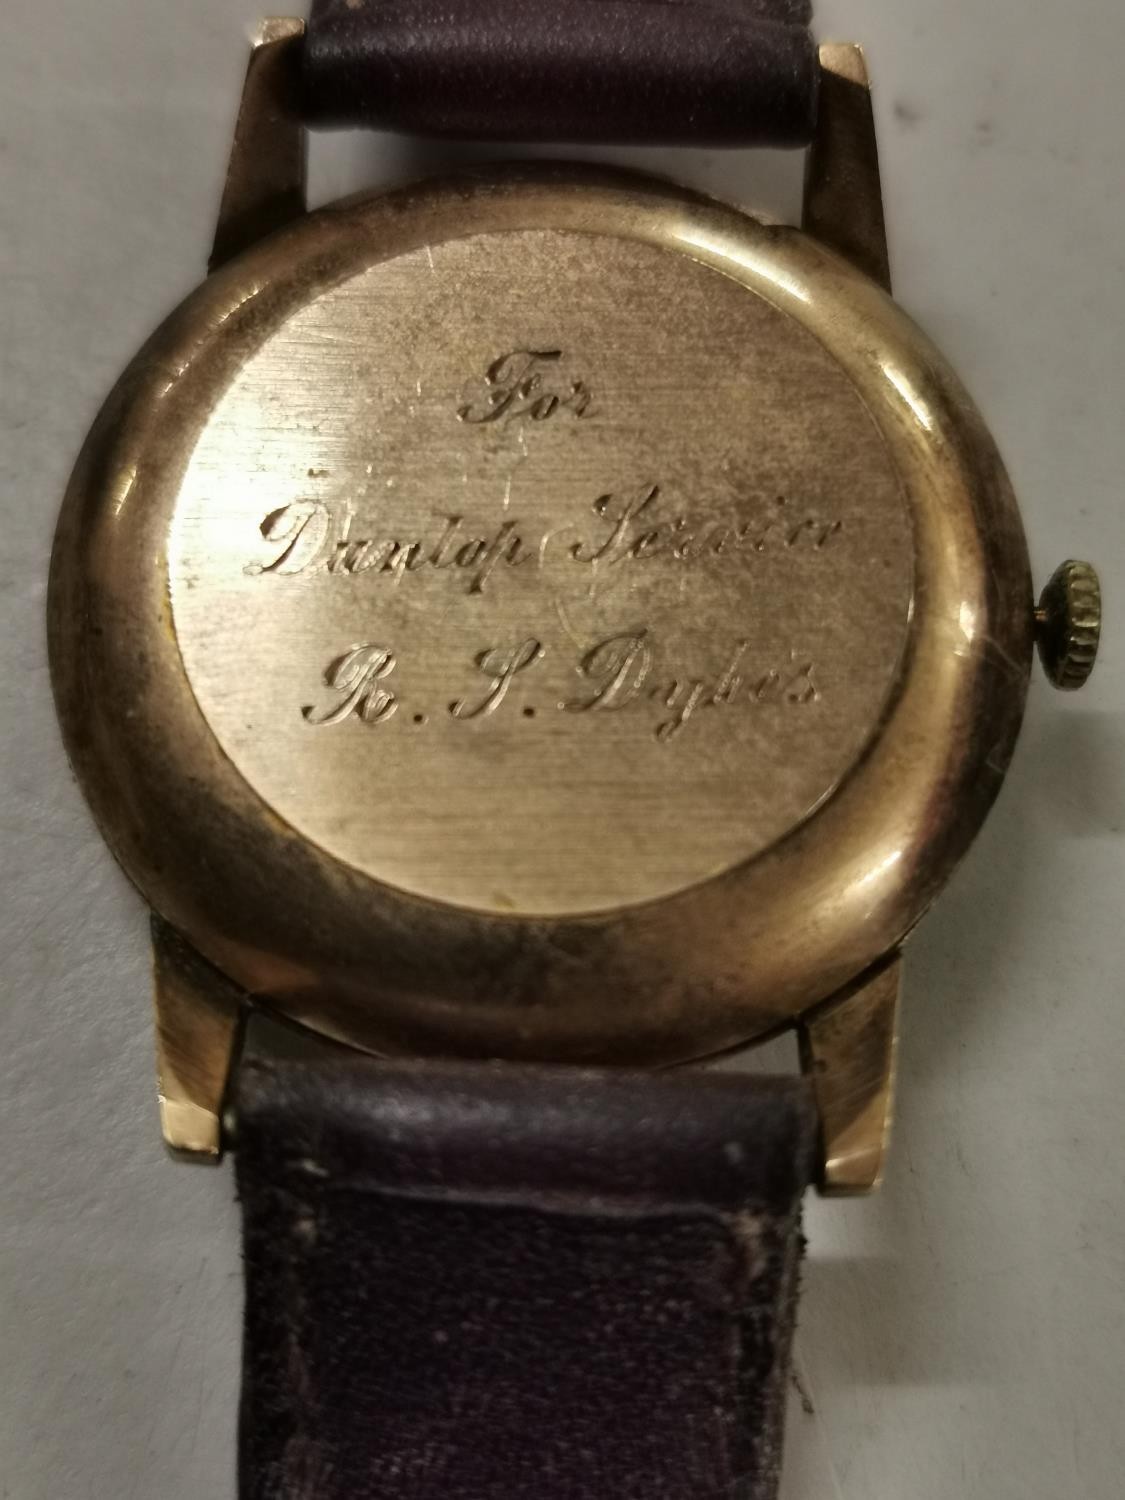 For
Dunlop Service
R. S. Dykes